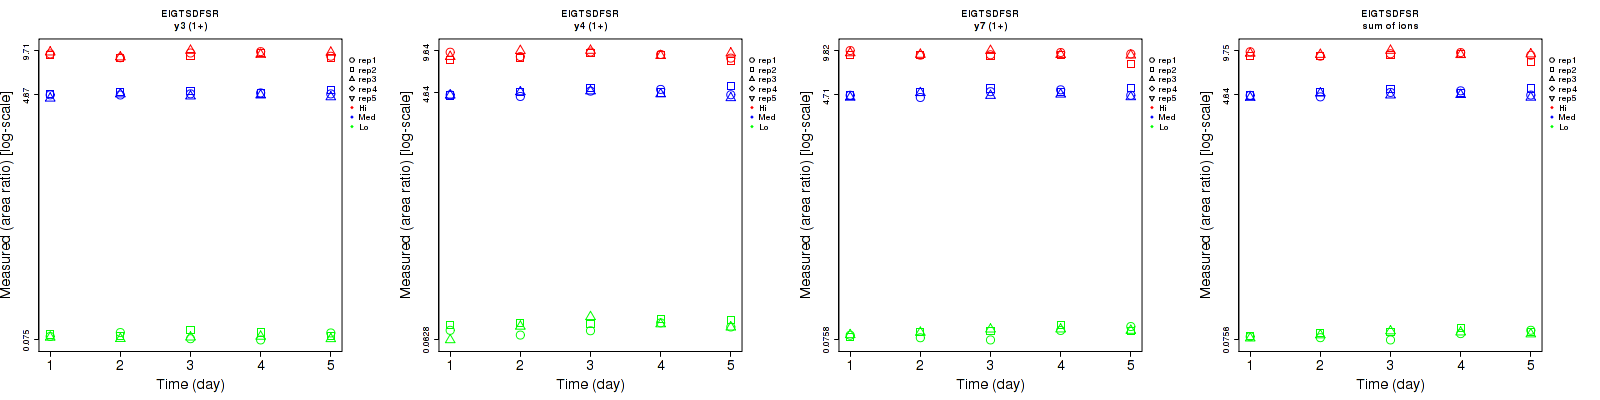 EIGTSDFSR
y3 (1+)
9.71
4.67
0.075
Measured (area ratio) [log-scale]
1 2 3 4 5
Time (day)
rep1
rep2
rep3
rep4
rep5
Hi
Med
Lo
EIGTSDFSR
y4 (1+)
9.64
4.64
0.0628
Measured (area ratio) [log-scale]
1 2 3 4 5
Time (day)
rep1
rep2
rep3
rep4
rep5
Hi
Med
Lo
EIGTSDFSR
y7 (1+)
9.82
4.71
0.0758
Measured (area ratio) [log-scale]
1 2 3 4 5
Time (day)
rep1
rep2
rep3
rep4
rep5
Hi
Med
Lo
EIGTSDFSR
sum of ions
9.75
4.64
0.0756
Measured (area ratio) [log-scale]
1 2 3 4 5
Time (day)
rep1
rep2
rep3
rep4
rep5
Hi
Med
Lo